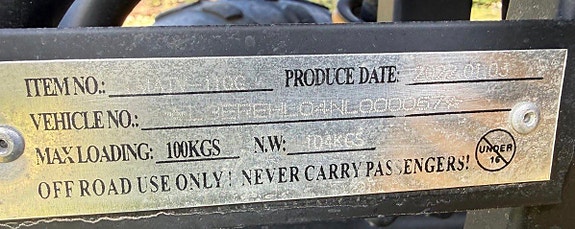 ITEM NO.: PRODUCE DATE:
VEHICLE NO.:
MAX LOADING: 100KGS N.W: 104KGS
OFF ROAD USE ONLY! NEVER CARRY PASSENGERS!
UNDER
16